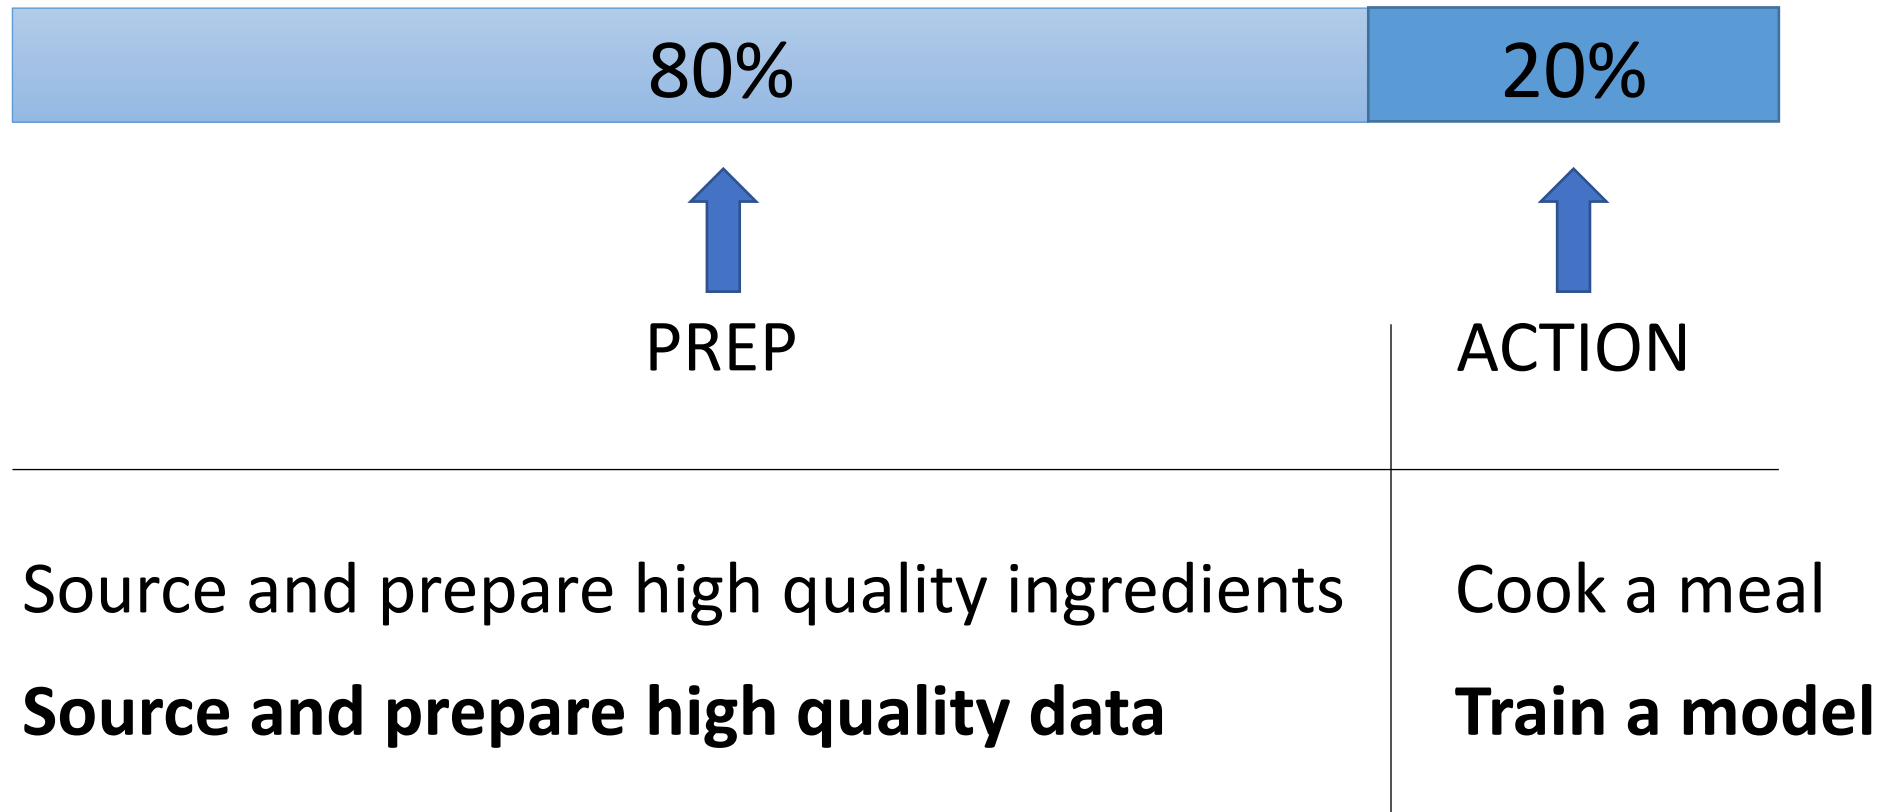 80% 20%
PREP ACTION
Source and prepare high quality ingredients Cook a meal
Source and prepare high quality data Train a model